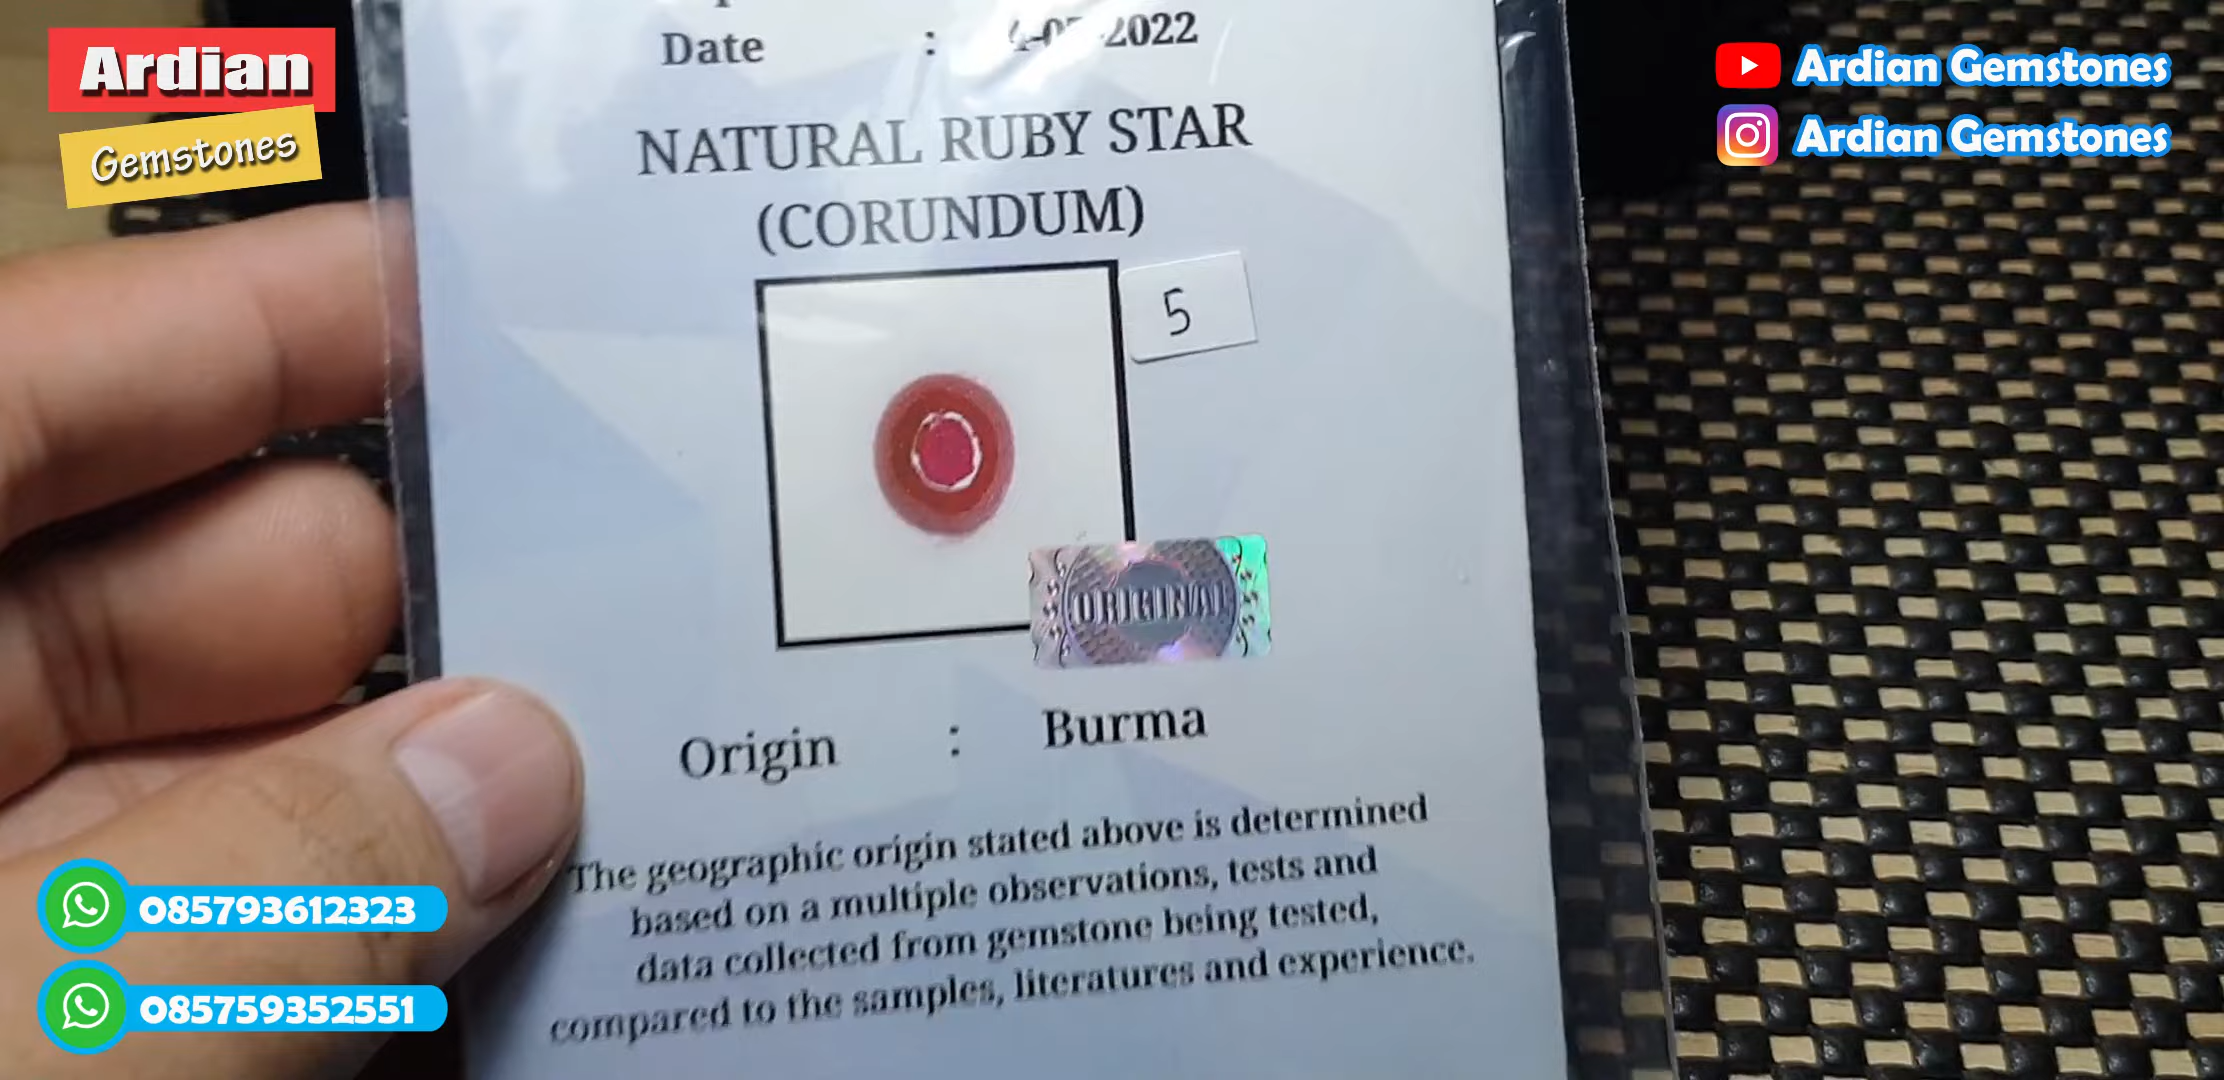 Ardian
Gemstones
Ardian Gemstones
Ardian Gemstones
Date :
NATURAL RUBY STAR
(CORUNDUM)
5
ORIGINAL
Origin : Burma
The geographic origin stated above is determined
based on a multiple observations, tests and
data collected from gemstone being tested,
compared to the samples, literatures and experience.
085793612323
085759352551